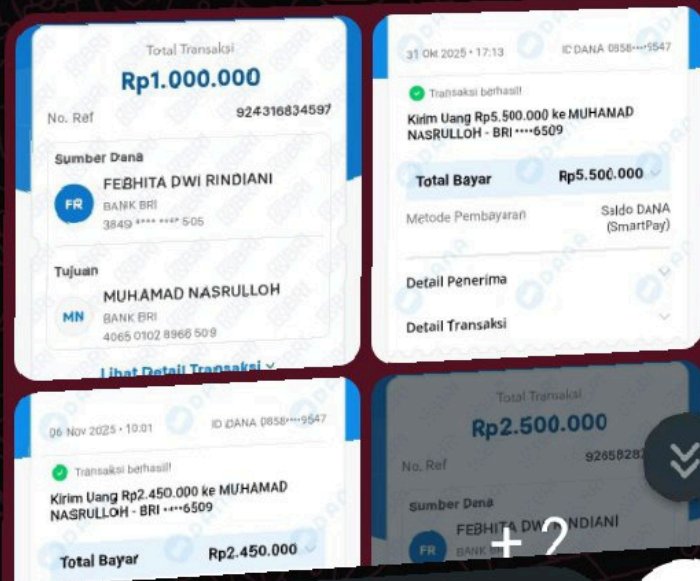 Total Transaksi
Rp1.000.000
No. Ref 924316834597
Sumber Dana
FR
FEBHITA DWI RINDIANI
BANK BRI
3849 **** **** 505
Tujuan
MN
MUHAMAD NASRULLOH
BANK BRI
4065 0102 8966 509
Lihat Detail Transaksi
31 Okt 2025 • 17:13 ID DANA 0858••••9547
Transaksi berhasil!
Kirim Uang Rp5.500.000 ke MUHAMAD
NASRULLOH - BRI ••••6509
Total Bayar Rp5.500.000
Metode Pembayaran Saldo DANA
(SmartPay)
Detail Penerima
Detail Transaksi
06 Nov 2025 • 10:01 ID DANA 0858••••9547
Transaksi berhasil!
Kirim Uang Rp2.450.000 ke MUHAMAD
NASRULLOH - BRI ••••6509
Total Bayar Rp2.450.000
Total Transaksi
Rp2.500.000
No. Ref 9265828
Sumber Dana
FR
FEBHITA DWI RINDIANI
BANK
+ ?